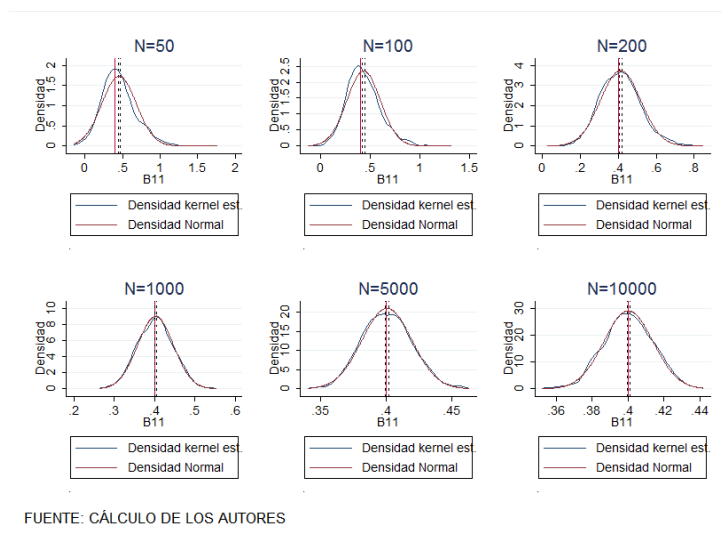 N=50
Densidad
0 .5 1 1.5 2
0 .5 1 1.5 2
B11
Densidad kernel est.
Densidad Normal
N=100
Densidad
0 .5 1 1.5 2 2.5
0 .5 1 1.5
B11
Densidad kernel est.
Densidad Normal
N=200
Densidad
0 1 2 3 4
0 .2 .4 .6 .8
B11
Densidad kernel est.
Densidad Normal
N=1000
Densidad
0 2 4 6 8 10
.2 .3 .4 .5 .6
B11
Densidad kernel est.
Densidad Normal
N=5000
Densidad
0 5 10 15 20
.35 .4 .45
B11
Densidad kernel est.
Densidad Normal
N=10000
Densidad
0 10 20 30
.36 .38 .4 .42 .44
B11
Densidad kernel est.
Densidad Normal
FUENTE: CÁLCULO DE LOS AUTORES